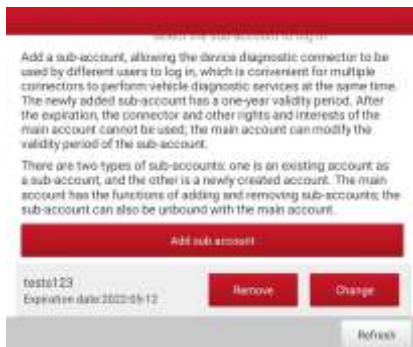 Add a sub-account, allowing the device diagnostic connector to be
used by different users to log in, which is convenient for multiple
connectors to perform vehicle diagnostic services at the same time.
The newly added sub-account has a one-year validity period. After
the expiration, the connector and other rights and interests of the
main account cannot be used; the main account can modify the
validity period of the sub-account.
There are two types of sub-accounts: one is an existing account as
a sub-account, and the other is a newly created account. The main
account has the functions of adding and removing sub-accounts; the
sub-account can also be unbound with the main account.
Add sub account
tests123
Expiration date:2022-05-12
Remove
Change
Refresh